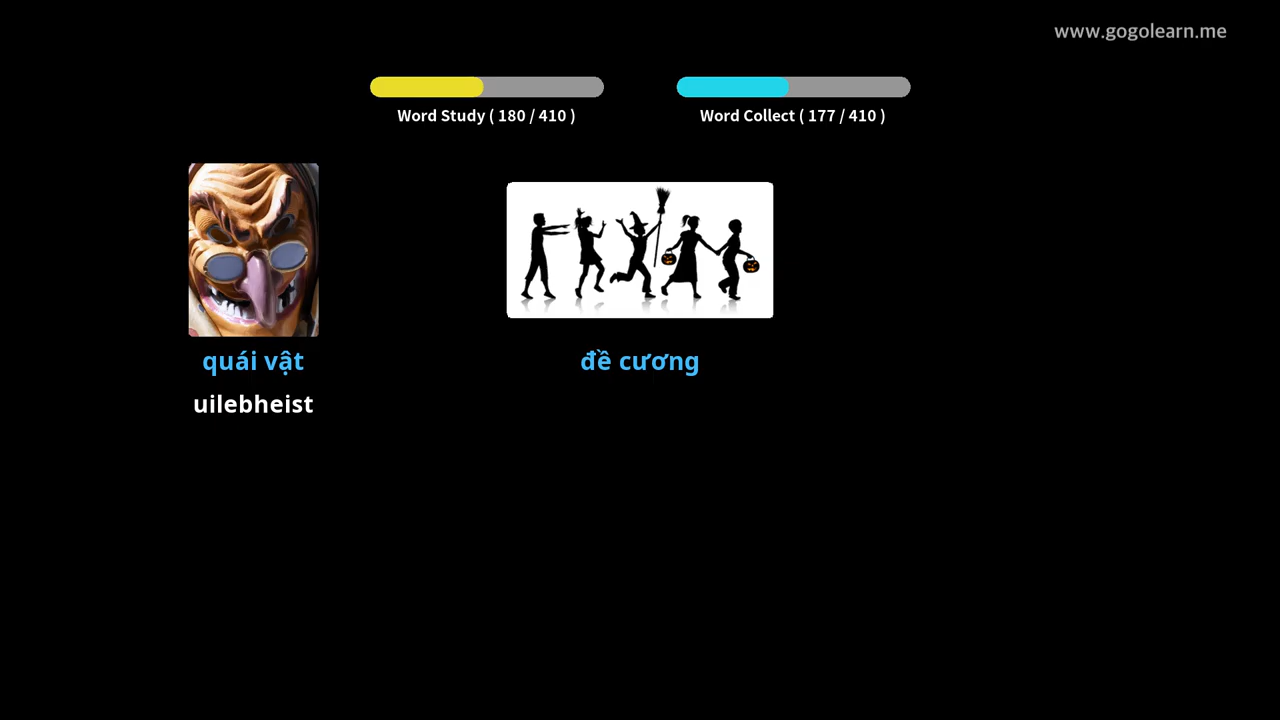 www.gogolearn.me
Word Study ( 180 / 410 )
Word Collect ( 177 / 410 )
quái vật
đề cương
uilebheist